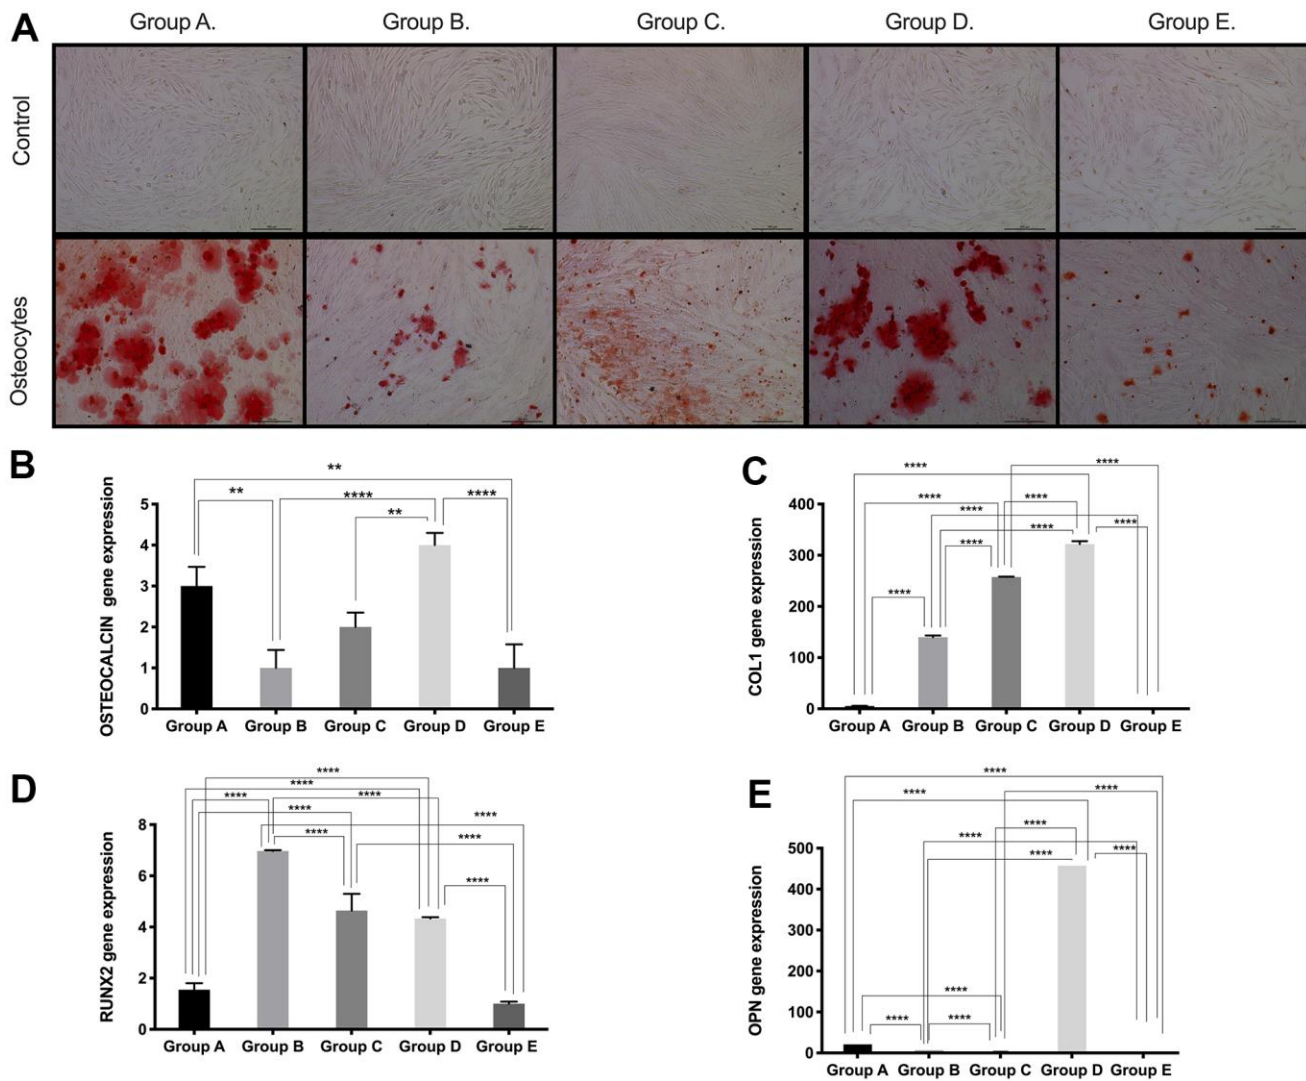 A
Group A.
Group B.
Group C.
Group D.
Group E.
Control
Osteocytes
B
OSTEOCALCIN gene expression
5
4
3
2
1
0
**
**
****
****
**
Group A
Group B
Group C
Group D
Group E
C
COL1 gene expression
400
300
200
100
0
****
****
****
****
****
****
****
****
****
Group A
Group B
Group C
Group D
Group E
D
RUNX2 gene expression
8
6
4
2
0
****
****
****
****
****
****
****
****
****
Group A
Group B
Group C
Group D
Group E
E
OPN gene expression
500
400
300
200
100
0
****
****
****
****
****
****
****
****
****
****
Group A
Group B
Group C
Group D
Group E